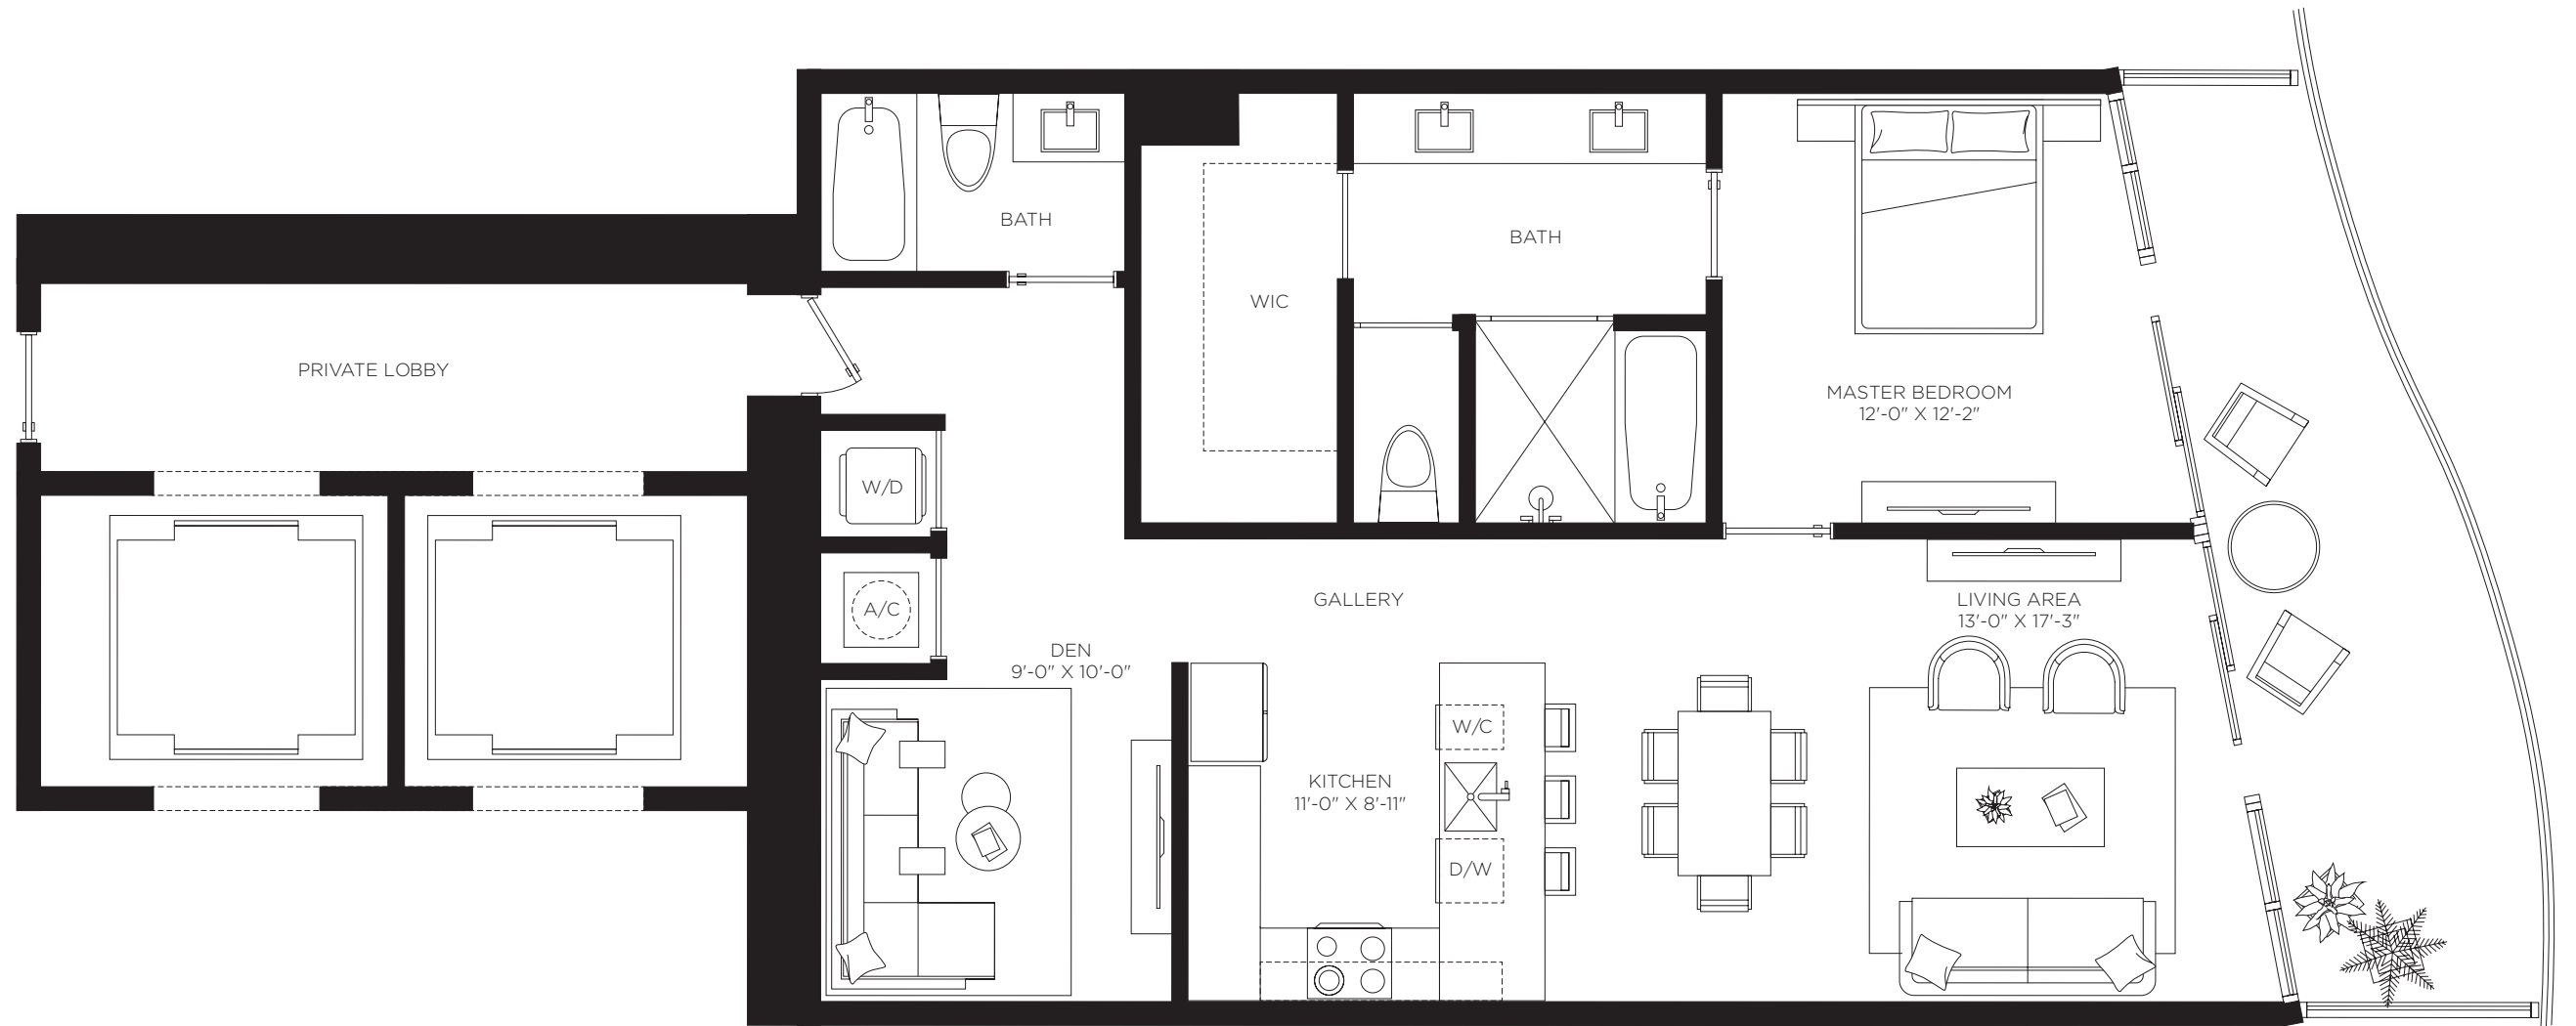 BATH
BATH
WIC
PRIVATE LOBBY
MASTER BEDROOM
12'-0" X 12'-2"
W/D
A/C
GALLERY
LIVING AREA
13'-0" X 17'-3"
DEN
9'-0" X 10'-0"
W/C
KITCHEN
11'-0" X 8'-11"
D/W